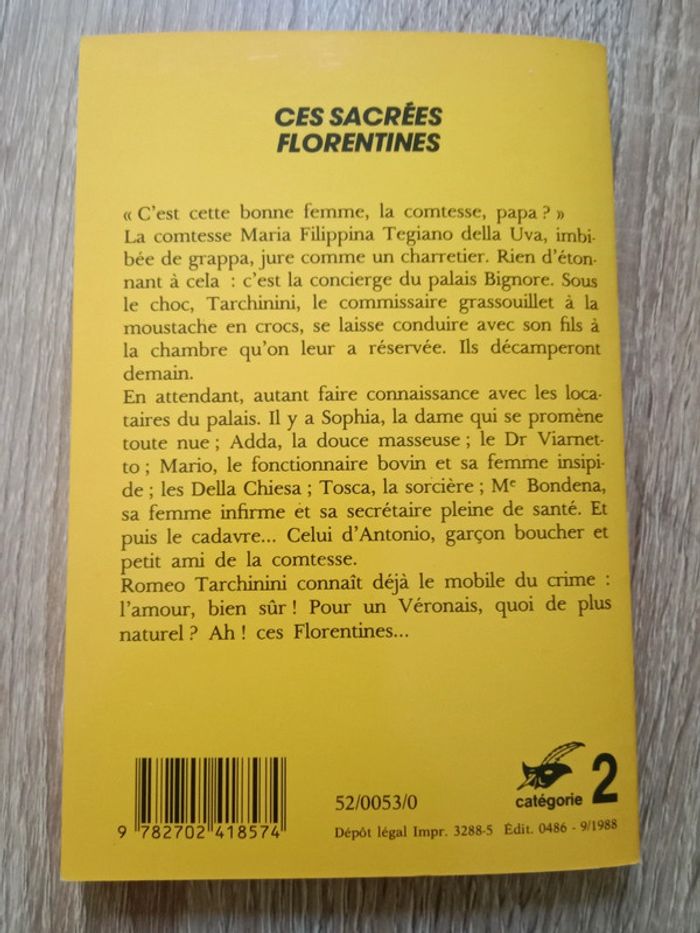 CES SACRÉES
FLORENTINES
« C'est cette bonne femme, la comtesse, papa ? »
La comtesse Maria Filippina Tegiano della Uva, imbi-
bée de grappa, jure comme un charretier. Rien d'éton-
nant à cela : c'est la concierge du palais Bignore. Sous
le choc, Tarchinini, le commissaire grassouillet à la
moustache en crocs, se laisse conduire avec son fils à
la chambre qu'on leur a réservée. Ils décamperont
demain.
En attendant, autant faire connaissance avec les loca-
taires du palais. Il y a Sophia, la dame qui se promène
toute nue ; Adda, la douce masseuse ; le Dr Viarnet-
to ; Mario, le fonctionnaire bovin et sa femme insipi-
de ; les Della Chiesa ; Tosca, la sorcière ; Me Bondena,
sa femme infirme et sa secrétaire pleine de santé. Et
puis le cadavre... Celui d'Antonio, garçon boucher et
petit ami de la comtesse.
Romeo Tarchinini connaît déjà le mobile du crime :
l'amour, bien sûr ! Pour un Véronais, quoi de plus
naturel ? Ah ! ces Florentines...
9 782702 418574
52/0053/0
catégorie 2
Dépôt légal Impr. 3288-5 Édit. 0486 - 9/1988